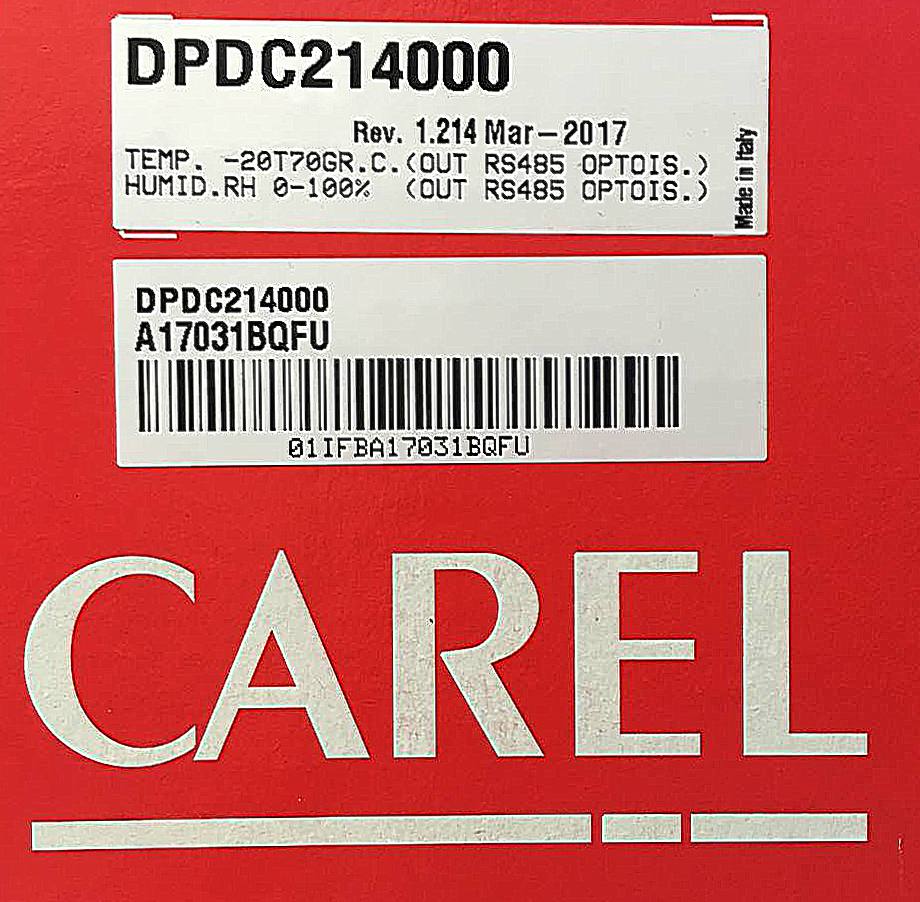 DPDC214000
Rev. 1.214 Mar-2017
TEMP. -20T70GR.C.(OUT RS485 OPTOIS.)
HUMID.RH 0-100% (OUT RS485 OPTOIS.)
Made in Italy
DPDC214000
A17031BQFU
01IFBA17031BQFU
CAREL